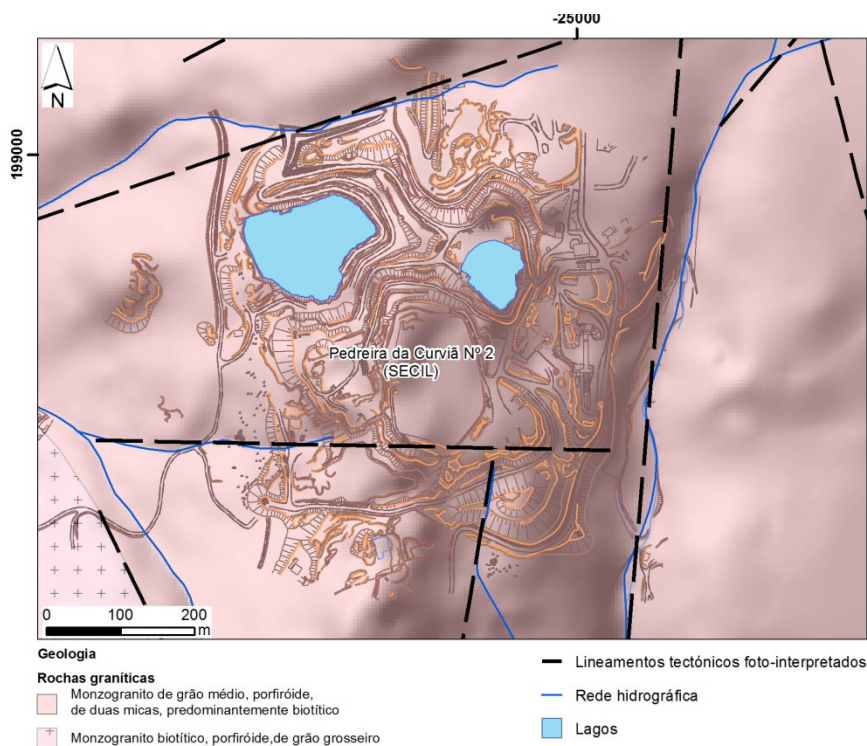 -25000
N
199000
Pedreira da Curviã Nº 2
(SECIL)
0 100 200
m
Geologia
Rochas graníticas
Monzogranito de grão médio, porfiróide,
de duas micas, predominantemente biotítico
Monzogranito biotítico, porfiróide,de grão grosseiro
Lineamentos tectónicos foto-interpretados
Rede hidrográfica
Lagos